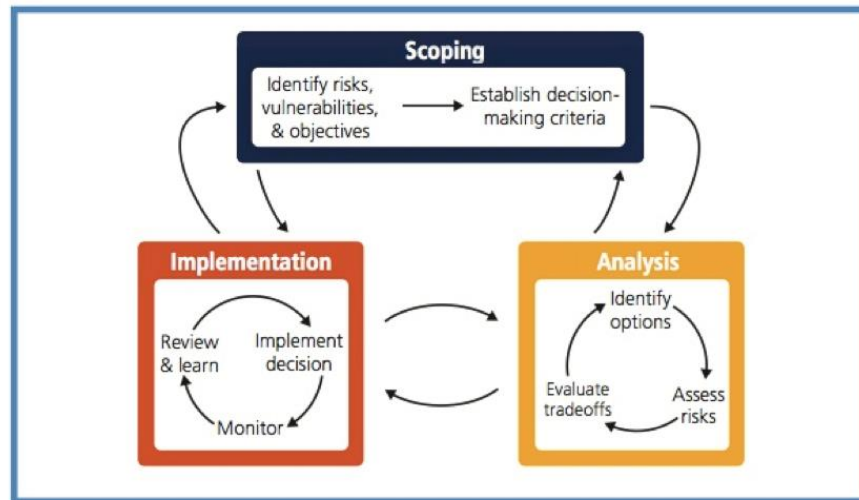 Scoping
Identify risks,
vulnerabilities,
& objectives
Establish decision-
making criteria
Implementation
Review
& learn
Implement
decision
Monitor
Analysis
Identify
options
Evaluate
tradeoffs
Assess
risks